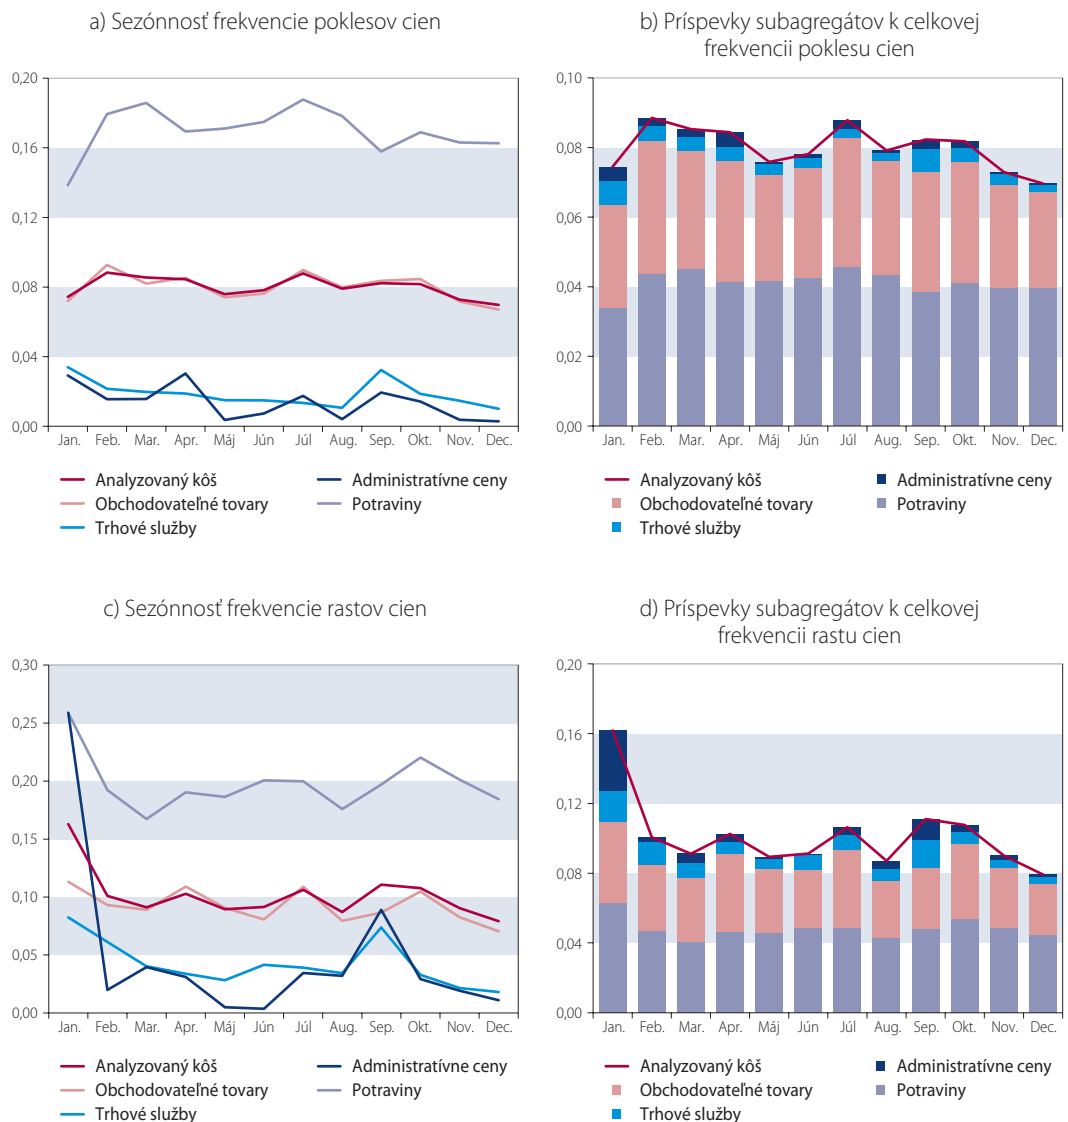 a) Sezónnosť frekvencie poklesov cien
0,20
0,16
0,12
0,08
0,04
0,00
Jan. Feb. Mar. Apr. Máj Jún Júl Aug. Sep. Okt. Nov. Dec.
Analyzovaný kôš
Administratívne ceny
Obchodovateľné tovary
Potraviny
Trhové služby
b) Príspevky subagregátov k celkovej
frekvencii poklesu cien
0,10
0,08
0,06
0,04
0,02
0,00
Jan. Feb. Mar. Apr. Máj Jún Júl Aug. Sep. Okt. Nov. Dec.
Analyzovaný kôš
Administratívne ceny
Obchodovateľné tovary
Potraviny
Trhové služby
c) Sezónnosť frekvencie rastov cien
0,30
0,25
0,20
0,15
0,10
0,05
0,00
Jan. Feb. Mar. Apr. Máj Jún Júl Aug. Sep. Okt. Nov. Dec.
Analyzovaný kôš
Administratívne ceny
Obchodovateľné tovary
Potraviny
Trhové služby
d) Príspevky subagregátov k celkovej
frekvencii rastu cien
0,20
0,16
0,12
0,08
0,04
0,00
Jan. Feb. Mar. Apr. Máj Jún Júl Aug. Sep. Okt. Nov. Dec.
Analyzovaný kôš
Administratívne ceny
Obchodovateľné tovary
Potraviny
Trhové služby